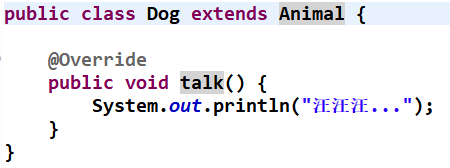 public class Dog extends Animal {
@Override
public void talk() {
System.out.println("汪汪汪...");
}
}